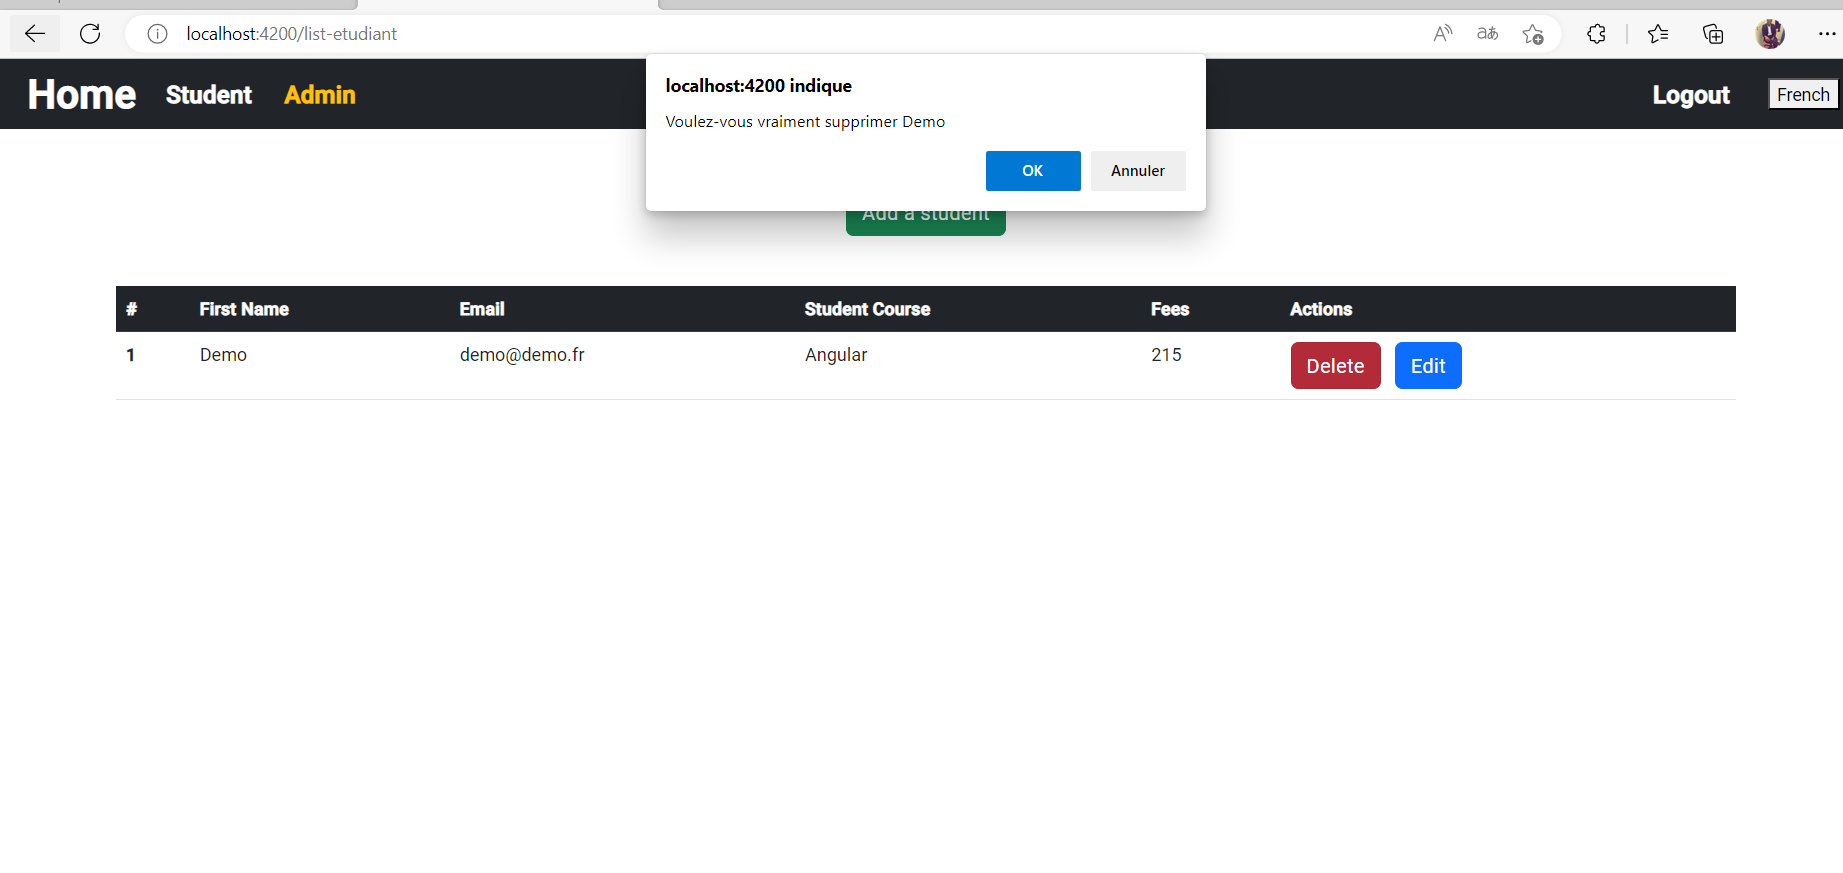 localhost:4200/list-etudiant
Home Student Admin Logout French
localhost:4200 indique
Voulez-vous vraiment supprimer Demo
OK Annuler
Add a student
# First Name Email Student Course Fees Actions
1 Demo demo@demo.fr Angular 215 Delete Edit